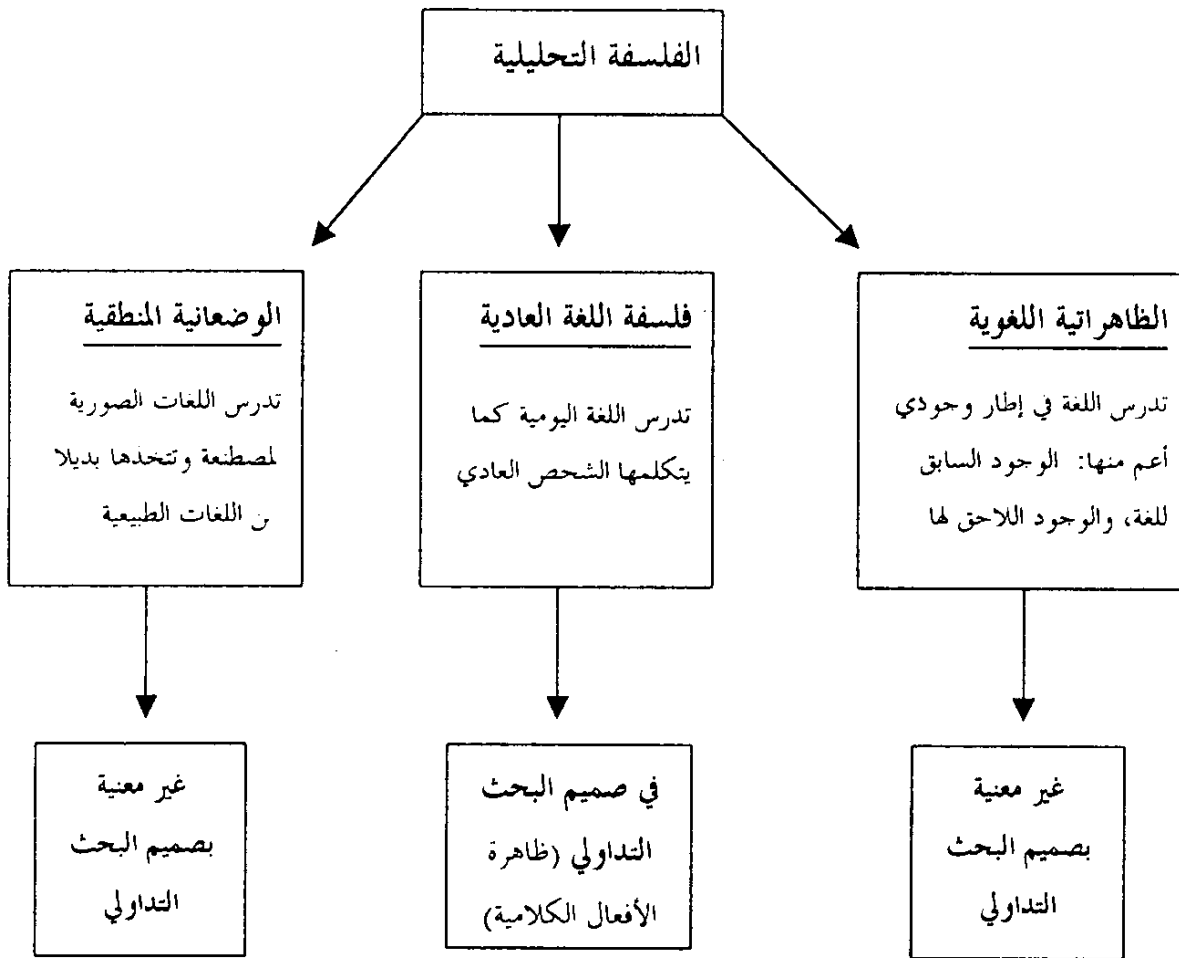 الفلسفة التحليلية
الظاهراتية اللغوية
تدرس اللغة في إطار وجودي
أعم منها: الوجود السابق
للغة، والوجود اللاحق لها
فلسفة اللغة العادية
تدرس اللغة اليومية كما
يتكلمها الشخص العادي
الوضعانية المنطقية
تدرس اللغات الصورية
لمصطنعة وتتخذها بديلا
ن اللغات الطبيعية
غير معنية
بصميم البحث
التداولي
في صميم البحث
التداولي (ظاهرة
الأفعال الكلامية)
غير معنية
بصميم البحث
التداولي